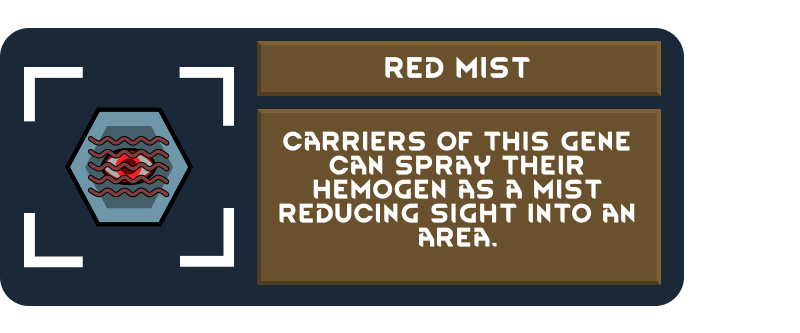 RED MIST
CARRIERS OF THIS GENE
CAN SPRAY THEIR
HEMOGEN AS A MIST
REDUCING SIGHT INTO AN
AREA.